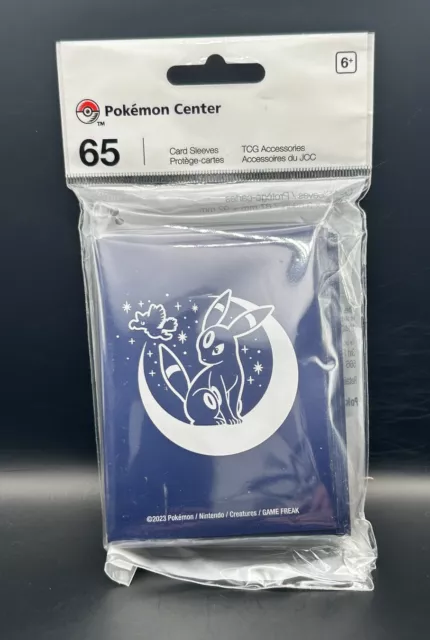 6+
Pokémon Center
TM
65
Card Sleeves
Protège-cartes
TCG Accessories
Accessoires du JCC
©2023 Pokémon / Nintendo / Creatures / GAME FREAK